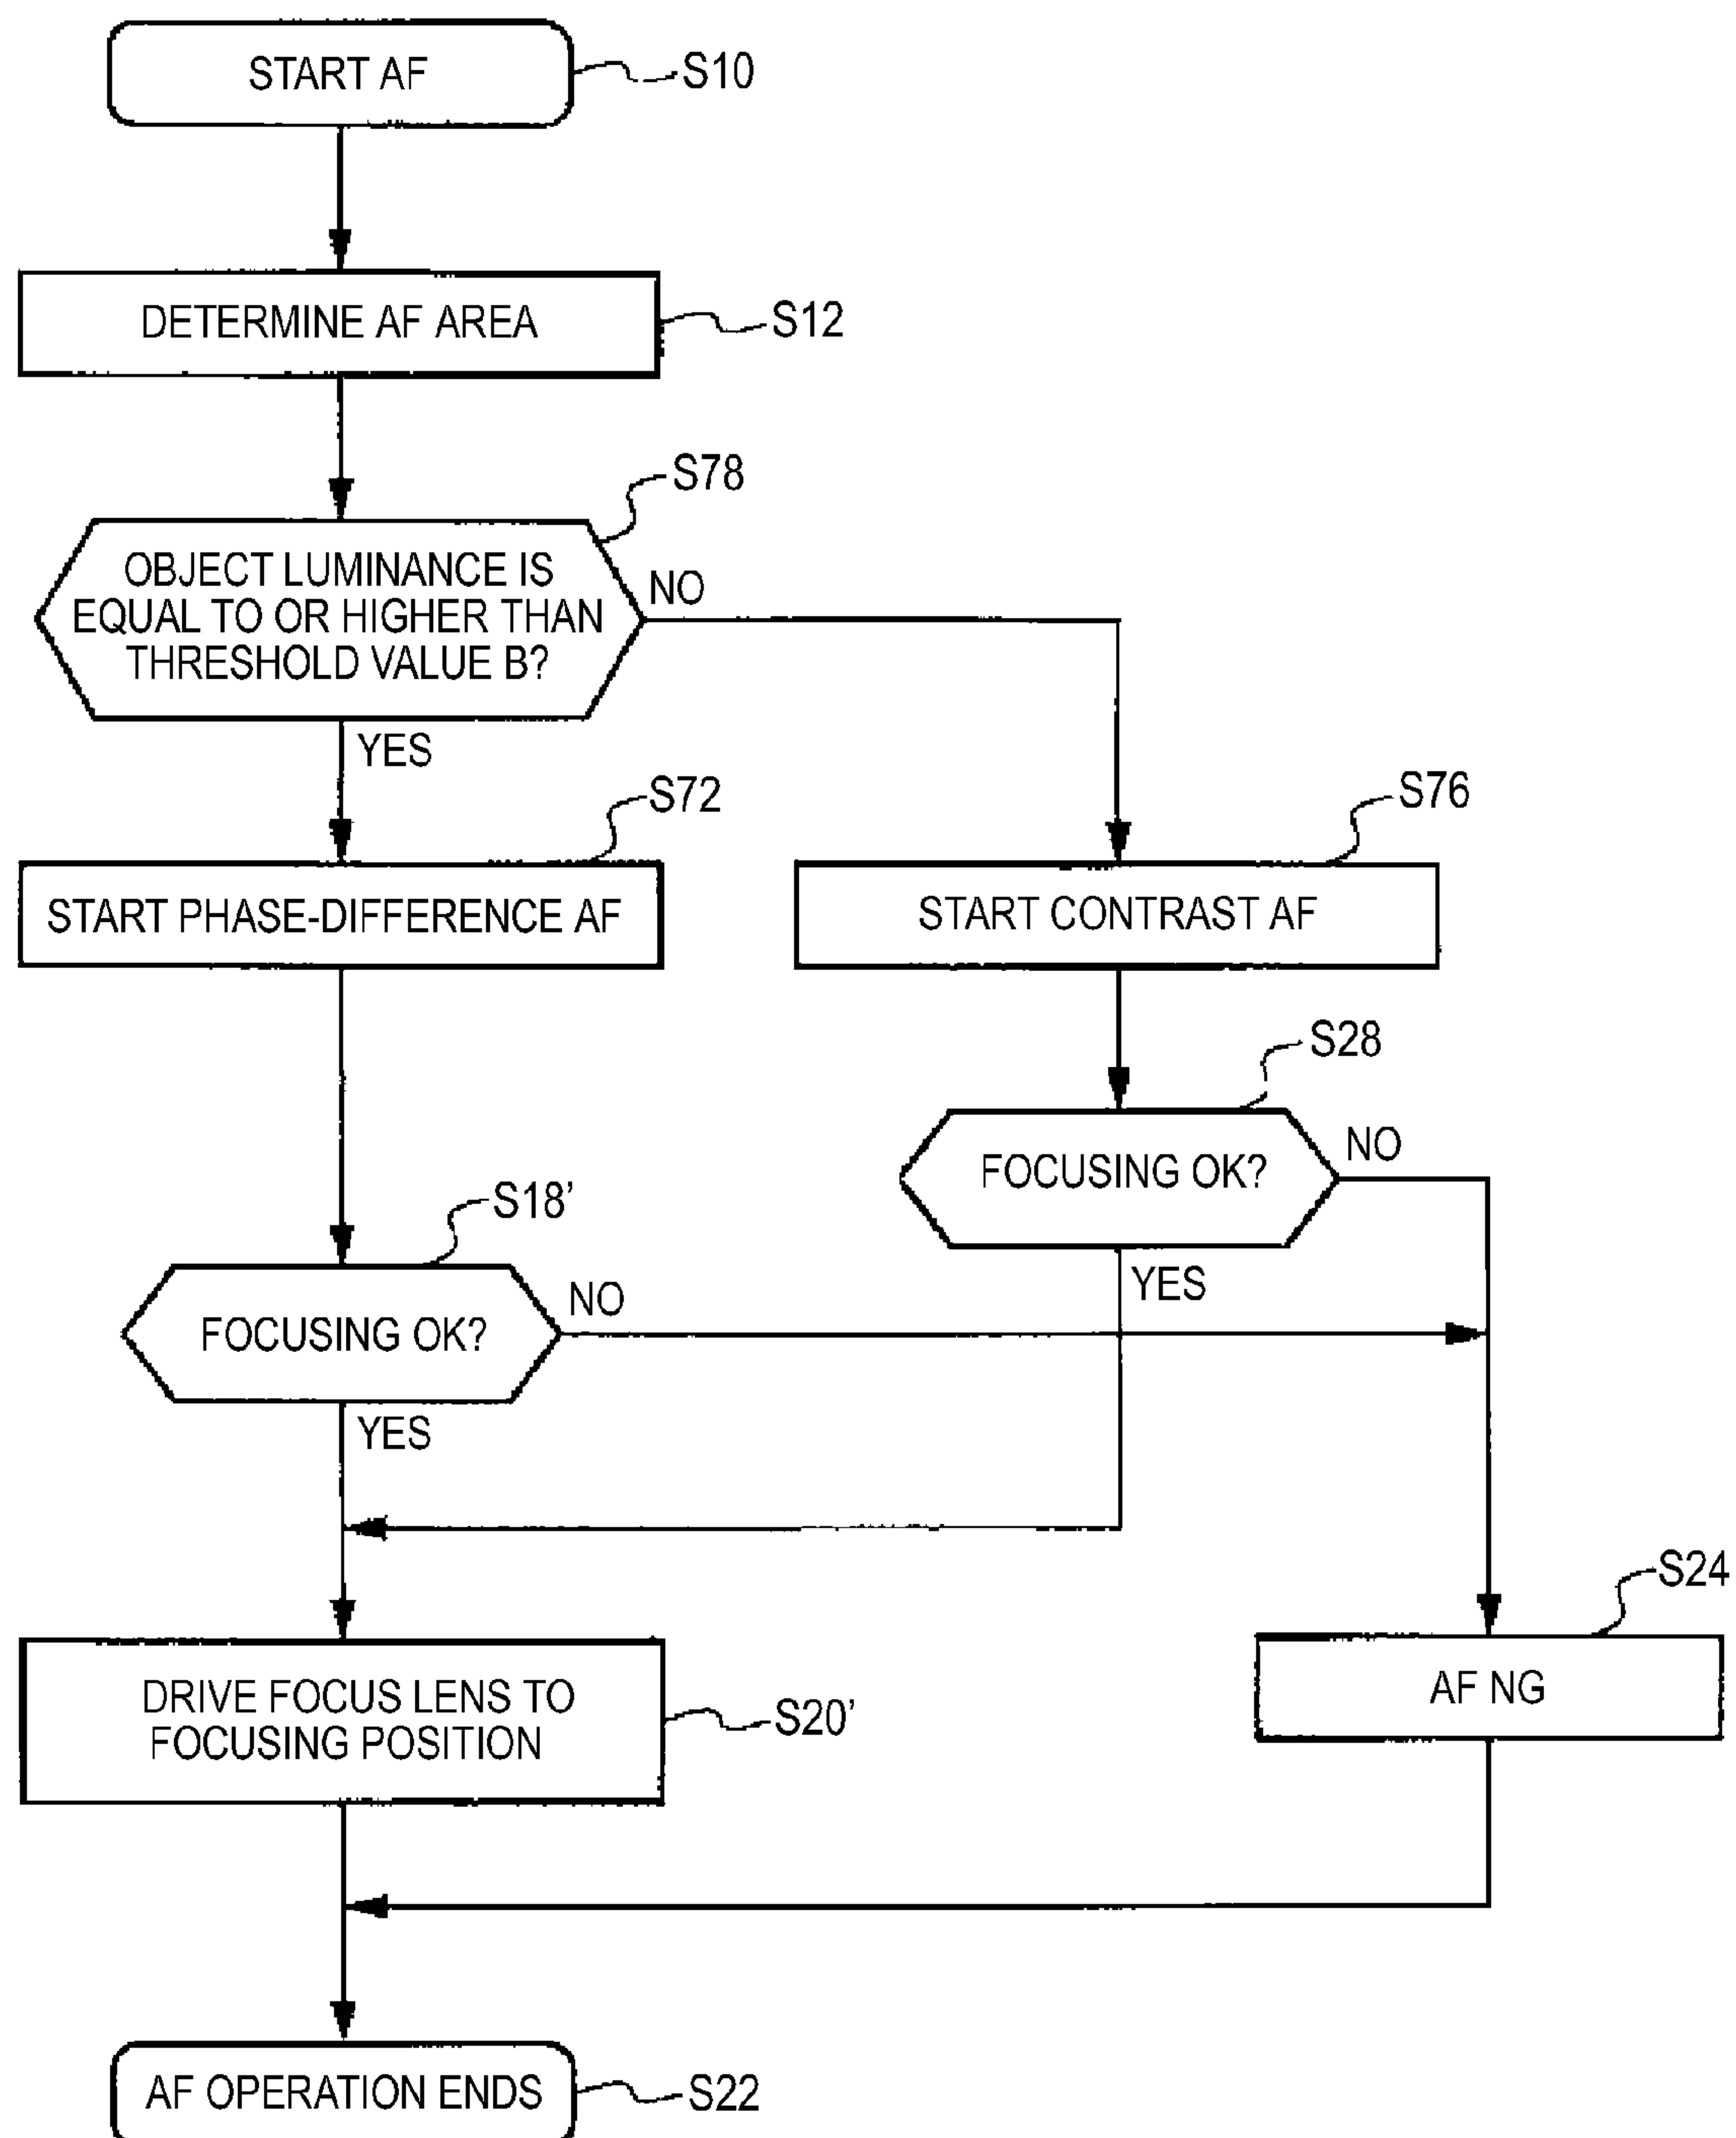 START AF
S10
DETERMINE AF AREA
S12
S78
OBJECT LUMINANCE IS
EQUAL TO OR HIGHER THAN
THRESHOLD VALUE B?
NO
YES
S72
S76
START PHASE-DIFFERENCE AF
START CONTRAST AF
S28
FOCUSING OK?
NO
YES
S18’
FOCUSING OK?
NO
YES
S24
DRIVE FOCUS LENS TO
FOCUSING POSITION
S20’
AF NG
AF OPERATION ENDS
S22